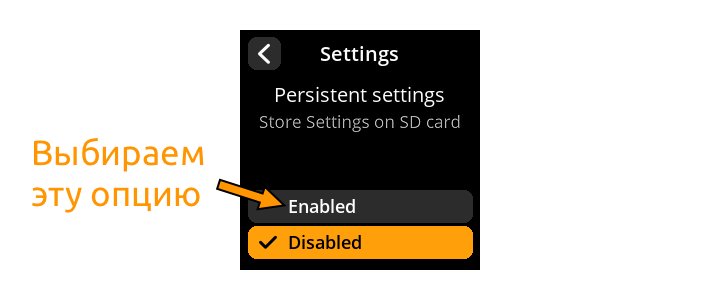 Settings
Persistent settings
Store Settings on SD card
Выбираем
эту опцию
Enabled
Disabled